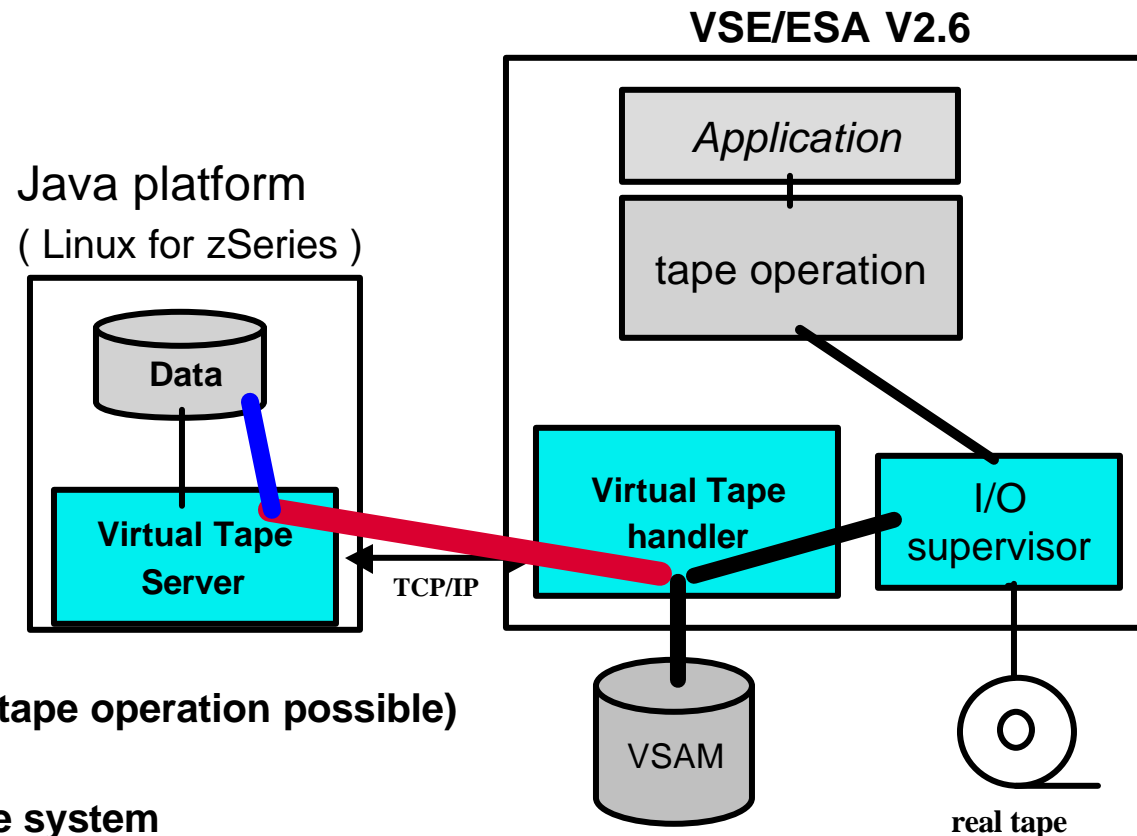 VSE/ESA V2.6
Application
Java platform
( Linux for zSeries )
tape operation
Data
Virtual Tape
handler
I/O
supervisor
Virtual Tape
Server
TCP/IP
tape operation possible)
VSAM
e system
real tape